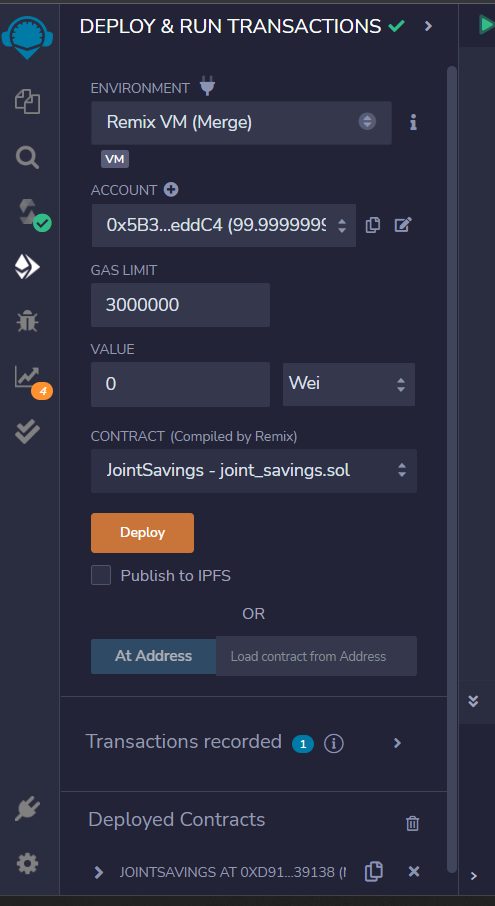 DEPLOY & RUN TRANSACTIONS
ENVIRONMENT
Remix VM (Merge)
VM
ACCOUNT
0x5B3...eddC4 (99.9999999
GAS LIMIT
3000000
VALUE
0 Wei
4
CONTRACT (Compiled by Remix)
JointSavings - joint_savings.sol
Deploy
Publish to IPFS
OR
At Address Load contract from Address
Transactions recorded 1 i
Deployed Contracts
JOINTSAVINGS AT 0XD91...39138 (